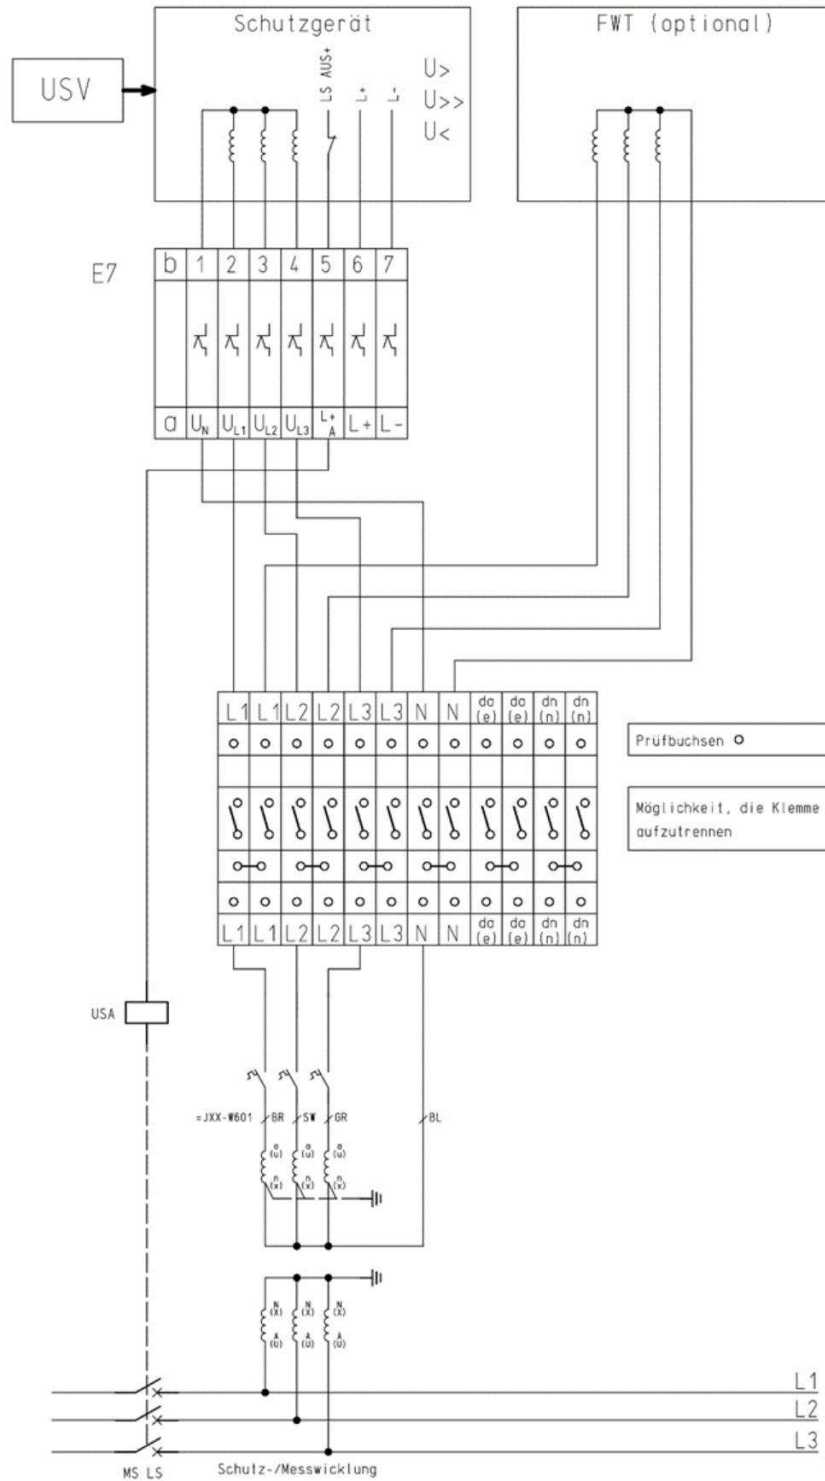 Schutzgerät
FWT (optional)
USV
LS AUS+
L+
L-
U>
U>>
U<
E7
b 1 2 3 4 5 6 7
a UN UL1 UL2 UL3 L+ A L+ L-
L1 L1 L2 L2 L3 L3 N N da (e) da (e) dn (n) dn (n)
Prüfbuchsen
Möglichkeit, die Klemme
aufzutrennen
L1 L1 L2 L2 L3 L3 N N da (e) da (e) dn (n) dn (n)
USA
=JXX-W601 BR SW GR BL
a (u) a (u) a (u)
n (x) n (x) n (x)
N (X) N (X) N (X)
A (U) A (U) A (U)
L1
L2
L3
MS LS
Schutz-/Messwicklung